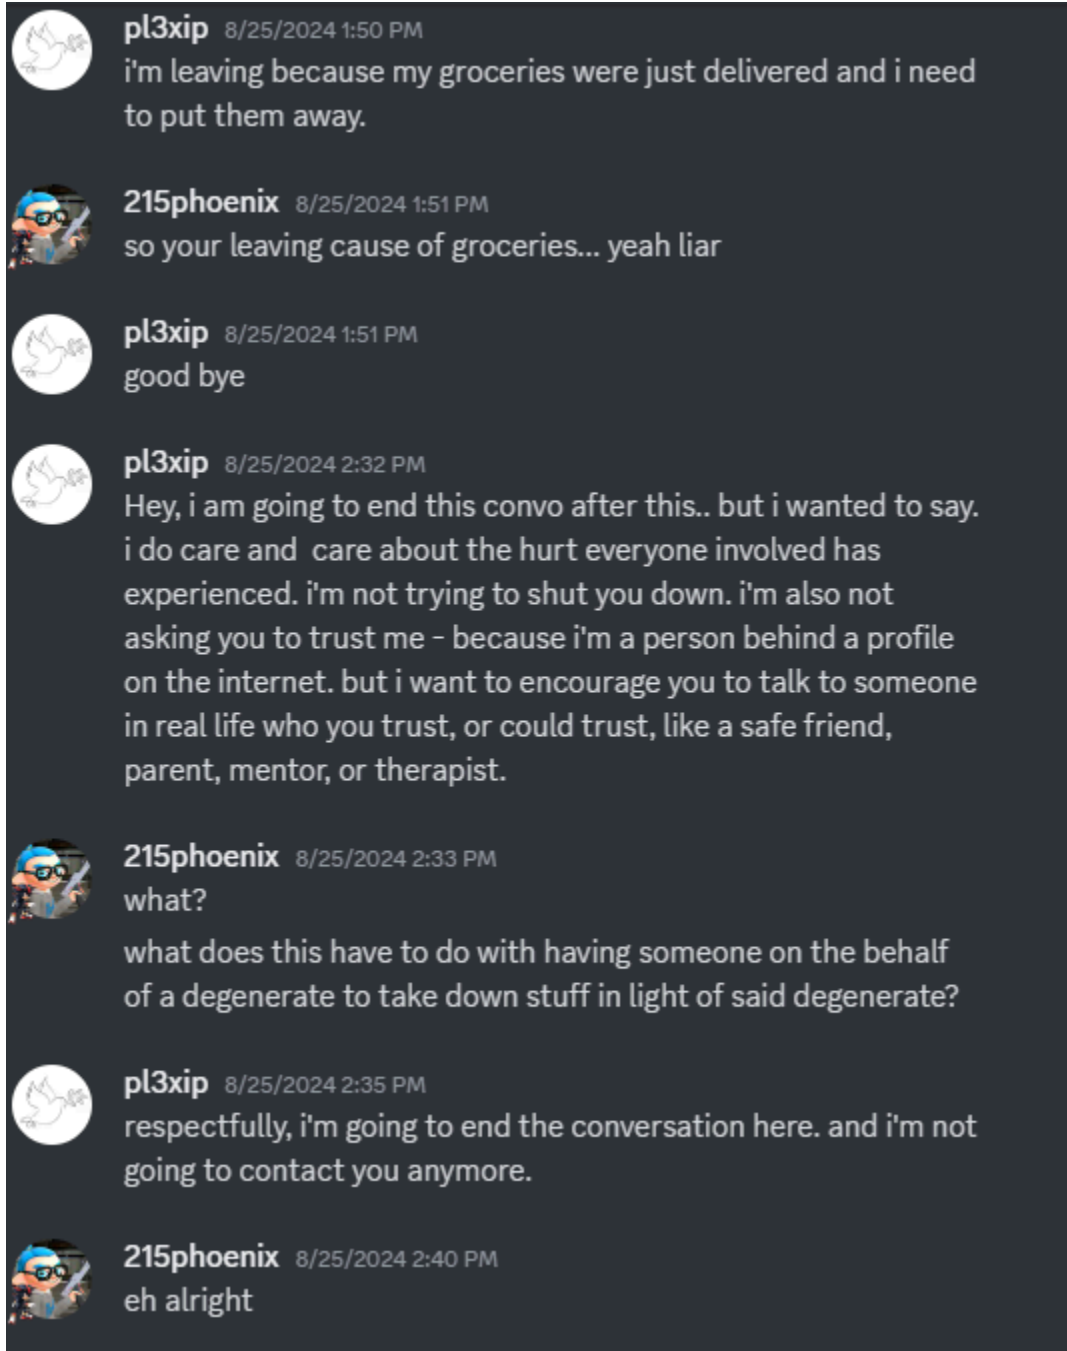 pl3xip 8/25/2024 1:50 PM
i'm leaving because my groceries were just delivered and i need
to put them away.
215phoenix 8/25/2024 1:51 PM
so your leaving cause of groceries... yeah liar
pl3xip 8/25/2024 1:51 PM
good bye
pl3xip 8/25/2024 2:32 PM
Hey, i am going to end this convo after this.. but i wanted to say.
i do care and  care about the hurt everyone involved has
experienced. i'm not trying to shut you down. i'm also not
asking you to trust me - because i'm a person behind a profile
on the internet. but i want to encourage you to talk to someone
in real life who you trust, or could trust, like a safe friend,
parent, mentor, or therapist.
215phoenix 8/25/2024 2:33 PM
what?
what does this have to do with having someone on the behalf
of a degenerate to take down stuff in light of said degenerate?
pl3xip 8/25/2024 2:35 PM
respectfully, i'm going to end the conversation here. and i'm not
going to contact you anymore.
215phoenix 8/25/2024 2:40 PM
eh alright